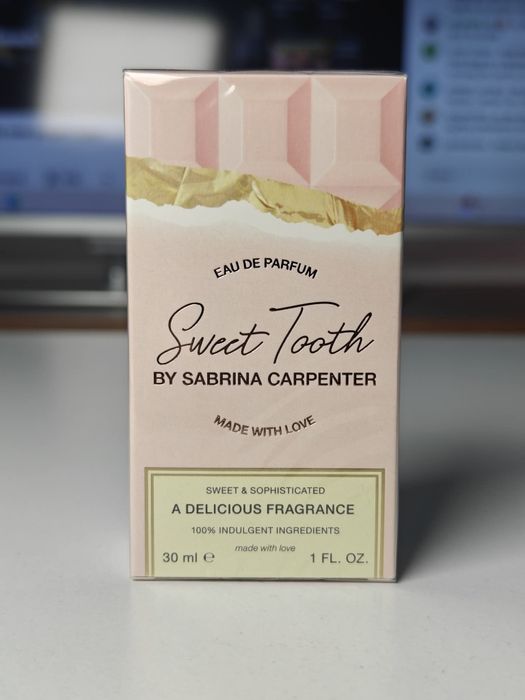 EAU DE PARFUM
Sweet Tooth
BY SABRINA CARPENTER
MADE WITH LOVE
SWEET & SOPHISTICATED
A DELICIOUS FRAGRANCE
100% INDULGENT INGREDIENTS
made with love
30 ml ℮ 1 FL. OZ.